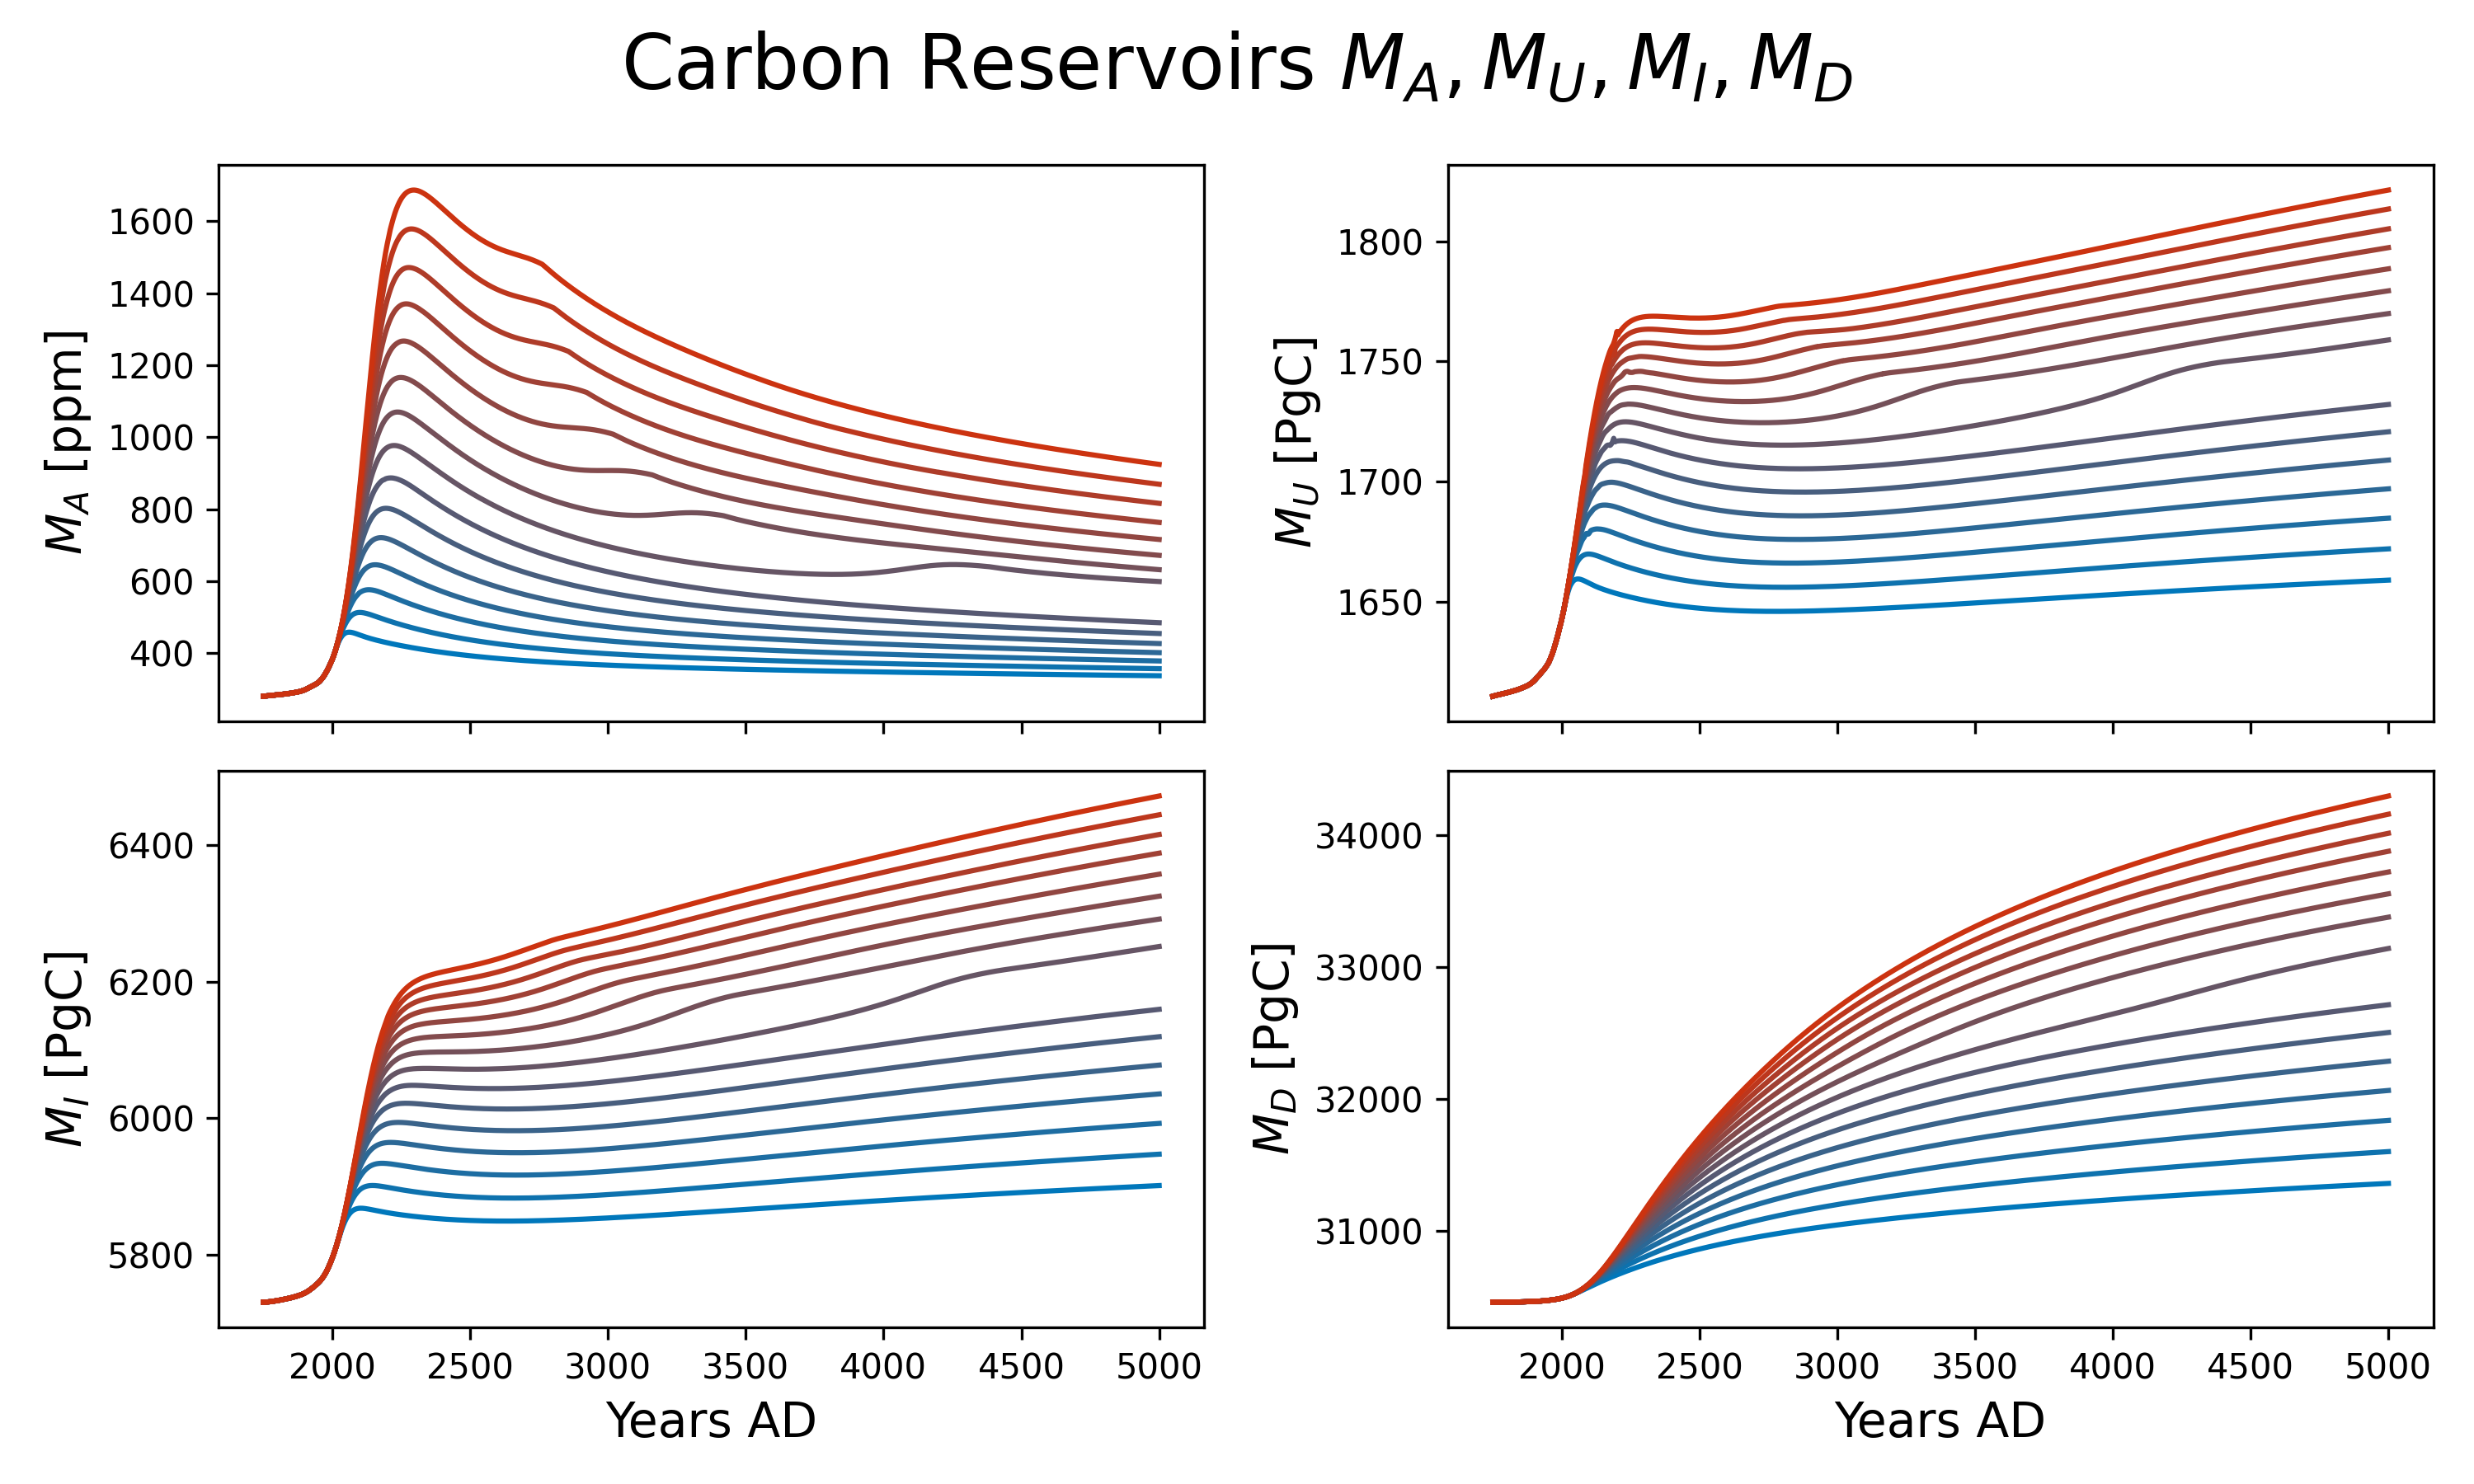 Carbon Reservoirs M_A, M_U, M_I, M_D
M_A [ppm]
1600
1400
1200
1000
800
600
400
M_U [PgC]
1800
1750
1700
1650
M_I [PgC]
6400
6200
6000
5800
2000 2500 3000 3500 4000 4500 5000
Years AD
M_D [PgC]
34000
33000
32000
31000
2000 2500 3000 3500 4000 4500 5000
Years AD